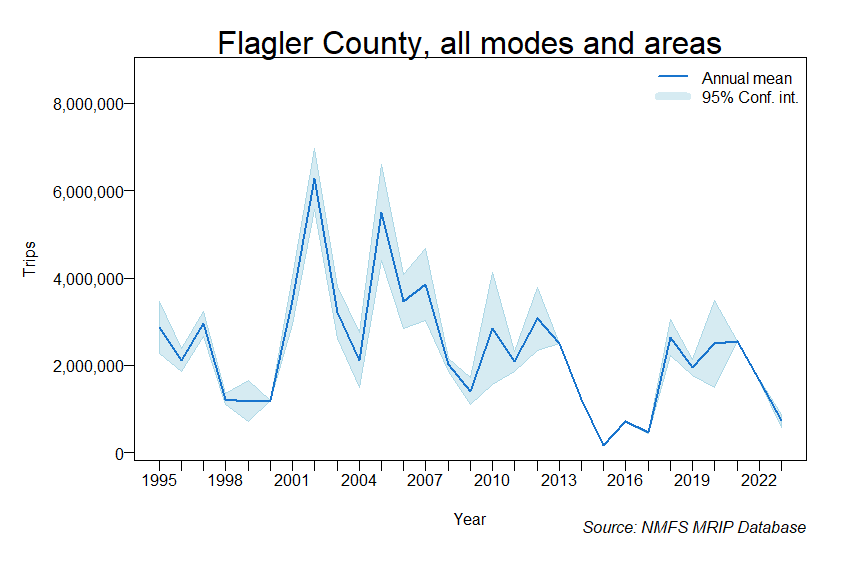 Flagler County, all modes and areas
Annual mean
95% Conf. int.
8,000,000
6,000,000
4,000,000
2,000,000
0
Trips
1995 1998 2001 2004 2007 2010 2013 2016 2019 2022
Year
Source: NMFS MRIP Database